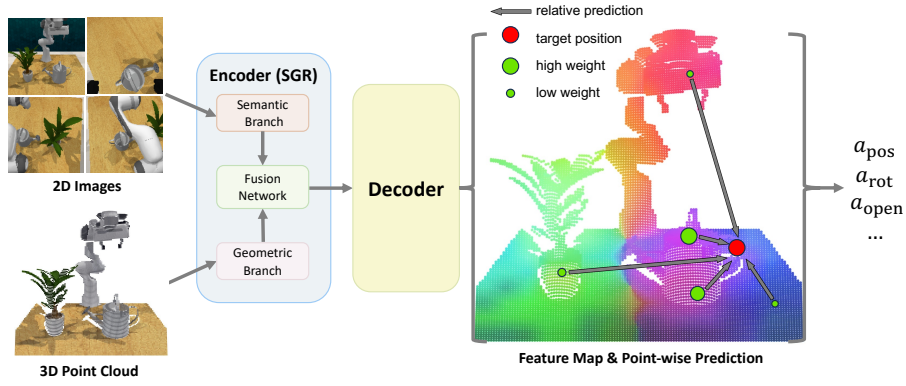 relative prediction
target position
high weight
low weight
Encoder (SGR)
Semantic
Branch
Fusion
Network
Geometric
Branch
Decoder
2D Images
3D Point Cloud
Feature Map & Point-wise Prediction
a_pos
a_rot
a_open
...